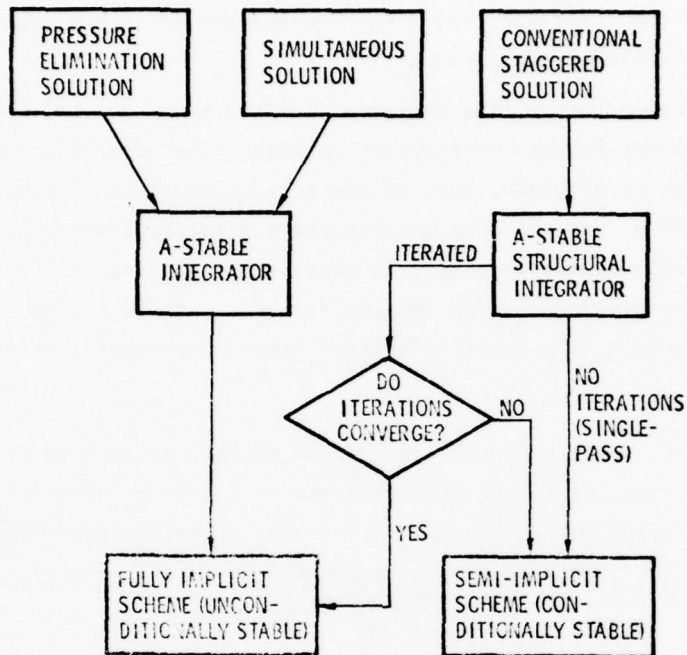 PRESSURE
ELIMINATION
SOLUTION
SIMULTANEOUS
SOLUTION
CONVENTIONAL
STAGGERED
SOLUTION
A-STABLE
INTEGRATOR
ITERATED
A-STABLE
STRUCTURAL
INTEGRATOR
DO
ITERATIONS
CONVERGE?
NO
NO
ITERATIONS
(SINGLE-
PASS)
YES
FULLY IMPLICIT
SCHEME (UNCON-
DITIONALLY STABLE)
SEMI-IMPLICIT
SCHEME (CON-
DITIONALLY STABLE)